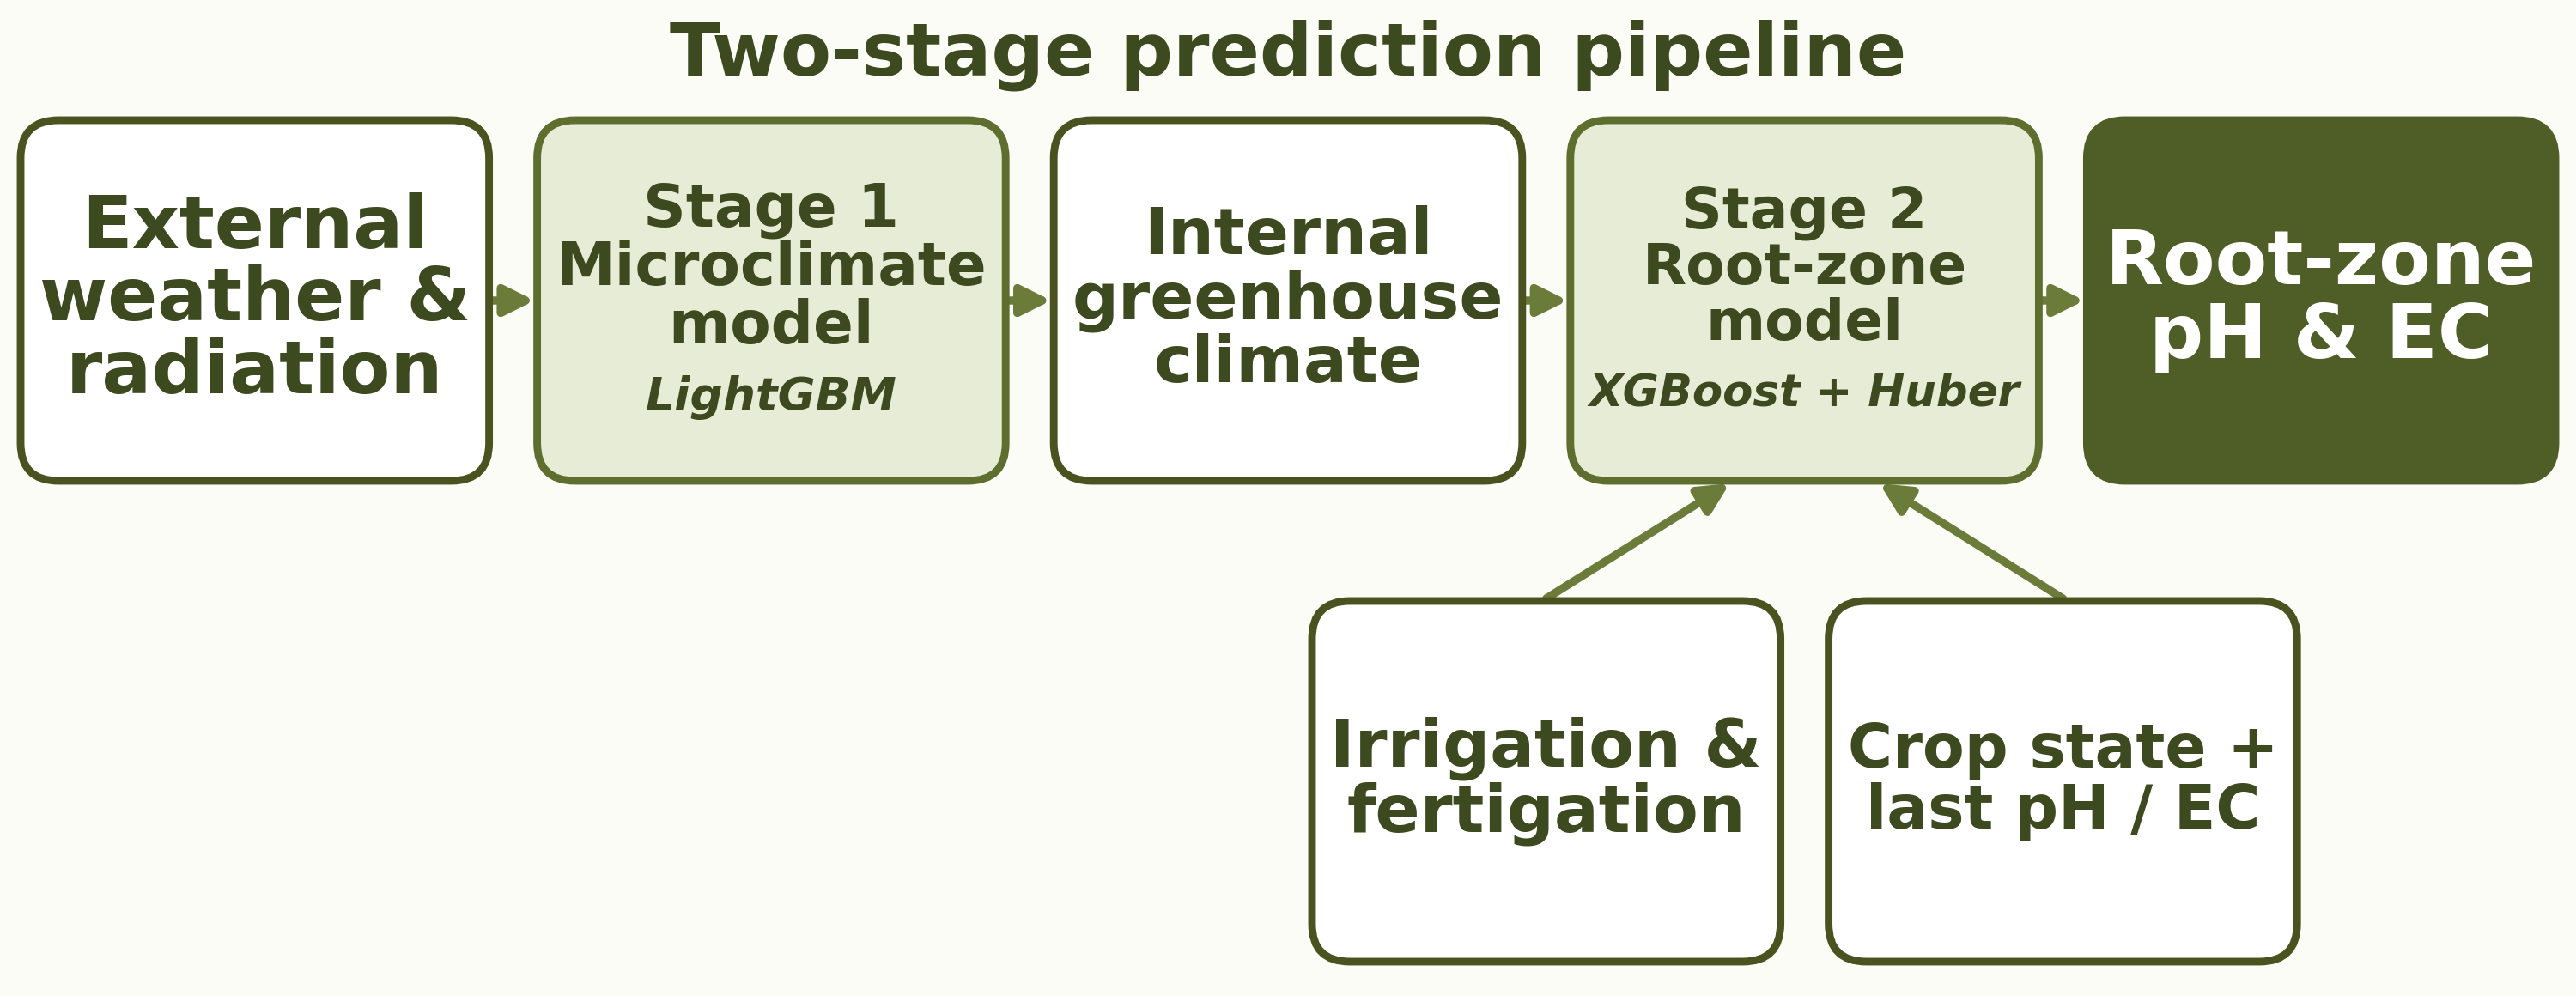 Two-stage prediction pipeline
External
weather &
radiation
Stage 1
Microclimate
model
LightGBM
Internal
greenhouse
climate
Stage 2
Root-zone
model
XGBoost + Huber
Root-zone
pH & EC
Irrigation &
fertigation
Crop state +
last pH / EC